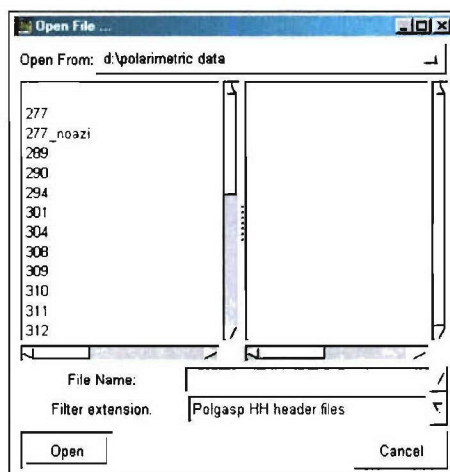 Open File ...
Open From: d:\polarimetric data
277
277_noazi
289
290
294
301
304
308
309
310
311
312
File Name:
Filter extension. Polgasp HH header files
Open Cancel